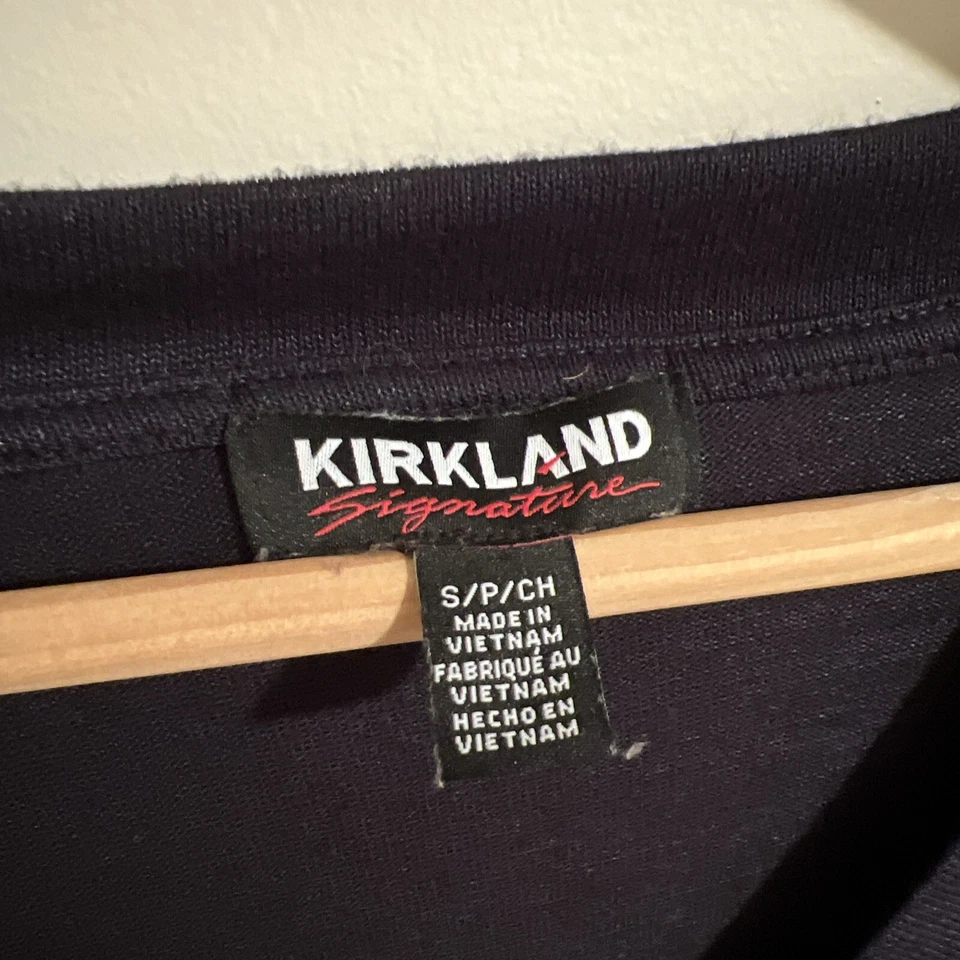 KIRKLAND
Signature
S/P/CH
MADE IN
VIETNAM
FABRIQUÉ AU
VIETNAM
HECHO EN
VIETNAM